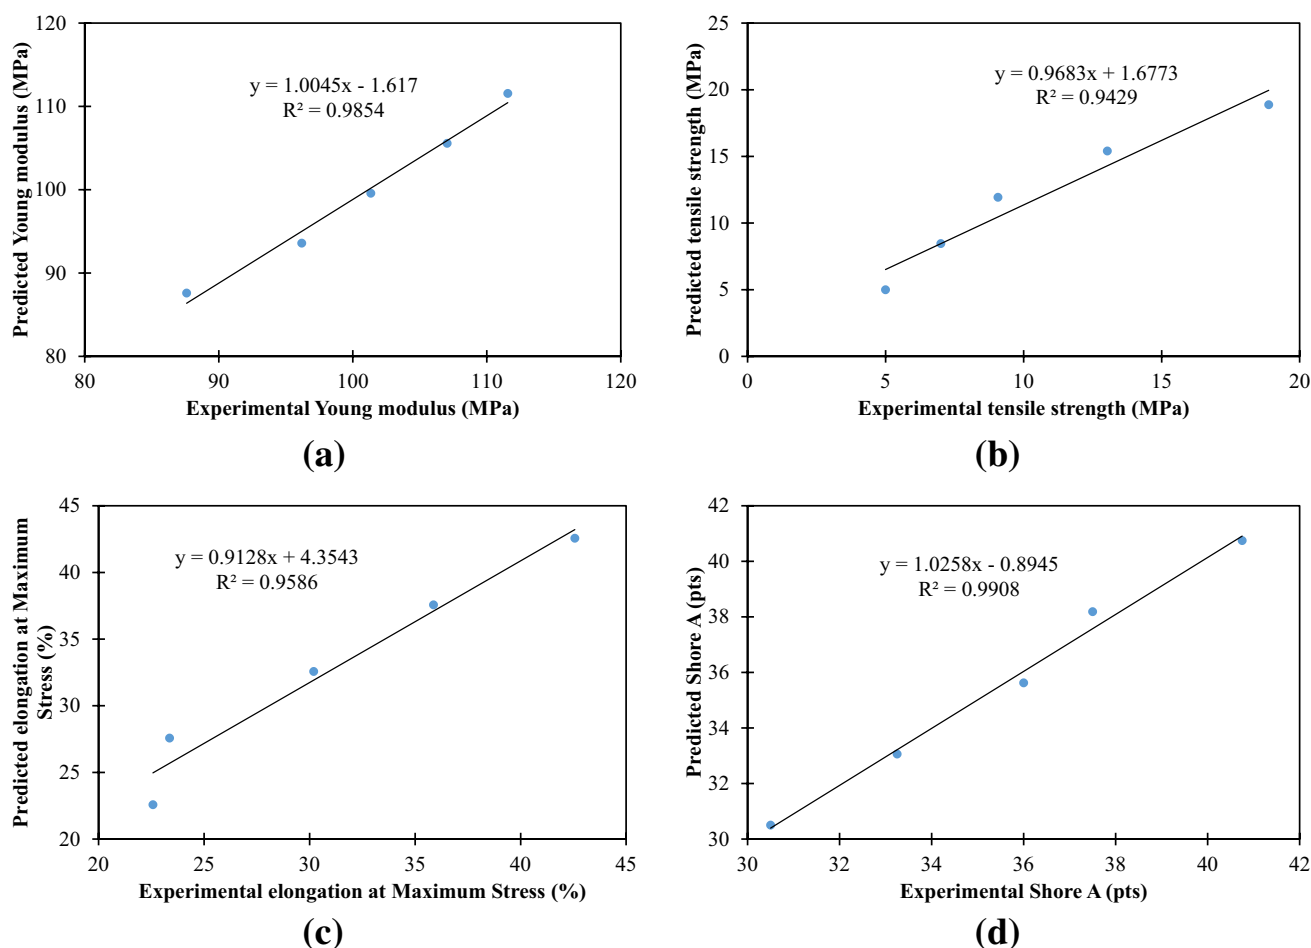 120
110
100
90
80
Predicted Young modulus (MPa)
y = 1.0045x - 1.617
R² = 0.9854
80 90 100 110 120
Experimental Young modulus (MPa)
(a)
25
20
15
10
5
0
Predicted tensile strength (MPa)
y = 0.9683x + 1.6773
R² = 0.9429
0 5 10 15 20
Experimental tensile strength (MPa)
(b)
45
40
35
30
25
20
Predicted elongation at Maximum
Stress (%)
y = 0.9128x + 4.3543
R² = 0.9586
20 25 30 35 40 45
Experimental elongation at Maximum Stress (%)
(c)
42
40
38
36
34
32
30
Predicted Shore A (pts)
y = 1.0258x - 0.8945
R² = 0.9908
30 32 34 36 38 40 42
Experimental Shore A (pts)
(d)